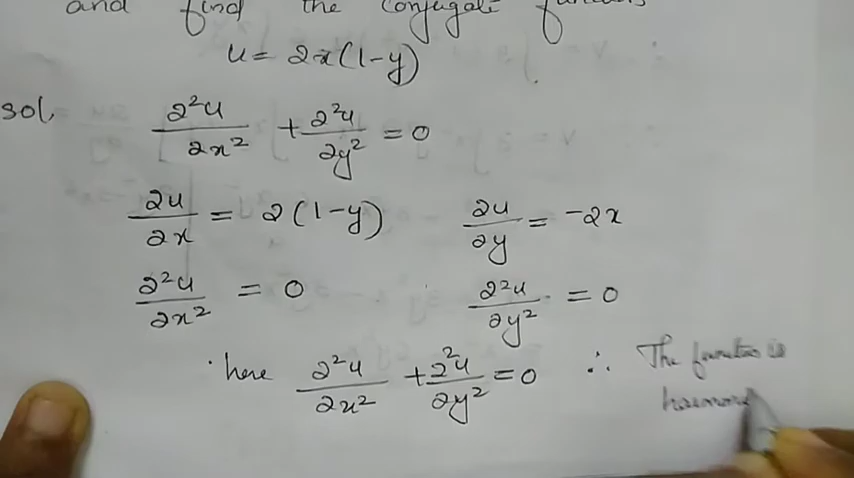 and find the Conjugate
u = 2x(1-y)
sol. ∂²u/∂x² + ∂²u/∂y² = 0
∂u/∂x = 2(1-y) ∂u/∂y = -2x
∂²u/∂x² = 0 ∂²u/∂y² = 0
here ∂²u/∂x² + ∂²u/∂y² = 0 ∴ The function is